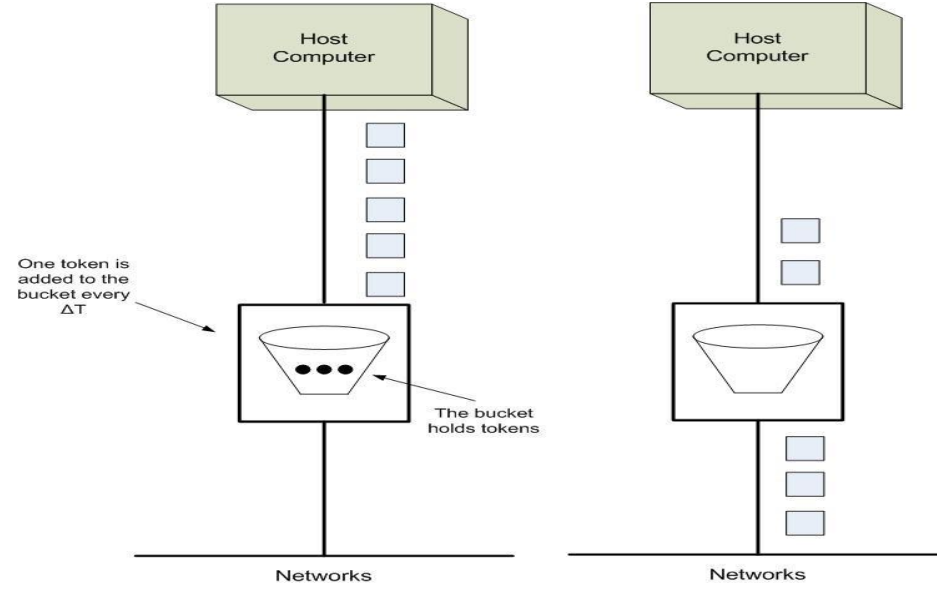 Host
Computer
One token is
added to the
bucket every
ΔT
The bucket
holds tokens
Networks
Host
Computer
Networks